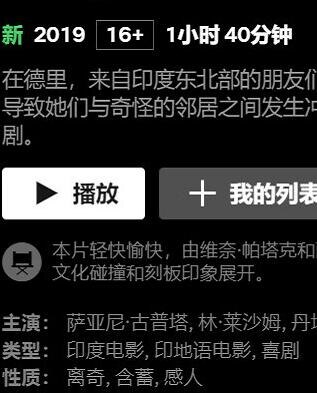 新 2019 16+ 1小时 40分钟
在德里，来自印度东北部的朋友们
导致她们与奇怪的邻居之间发生冲
剧。
播放 我的列表
本片轻快愉快，由维奈·帕塔克和
文化碰撞和刻板印象展开。
主演： 萨亚尼·古普塔, 林·莱沙姆, 丹
类型： 印度电影, 印地语电影, 喜剧
性质： 离奇, 含蓄, 感人